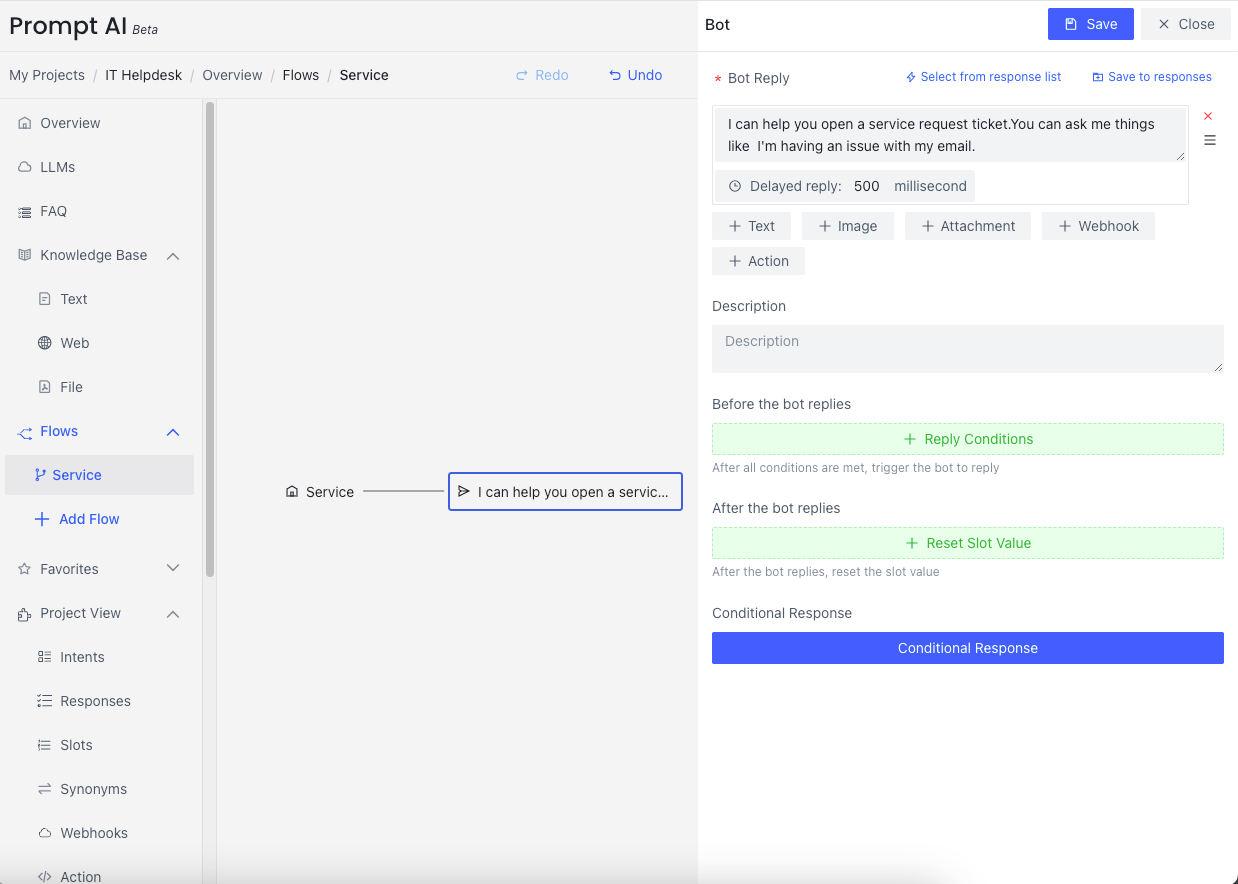 Prompt AI Beta
My Projects / IT Helpdesk / Overview / Flows / Service
Redo
Undo
Overview
LLMs
FAQ
Knowledge Base
Text
Web
File
Flows
Service
Add Flow
Favorites
Project View
Intents
Responses
Slots
Synonyms
Webhooks
Action
Service
I can help you open a servic...
Bot
Save
Close
* Bot Reply
Select from response list
Save to responses
I can help you open a service request ticket.You can ask me things
like  I'm having an issue with my email.
Delayed reply: 500 millisecond
+ Text
+ Image
+ Attachment
+ Webhook
+ Action
Description
Description
Before the bot replies
+ Reply Conditions
After all conditions are met, trigger the bot to reply
After the bot replies
+ Reset Slot Value
After the bot replies, reset the slot value
Conditional Response
Conditional Response